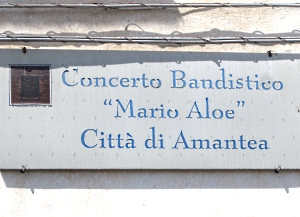 Concerto Bandistico
"Mario Aloe"
Città di Amantea